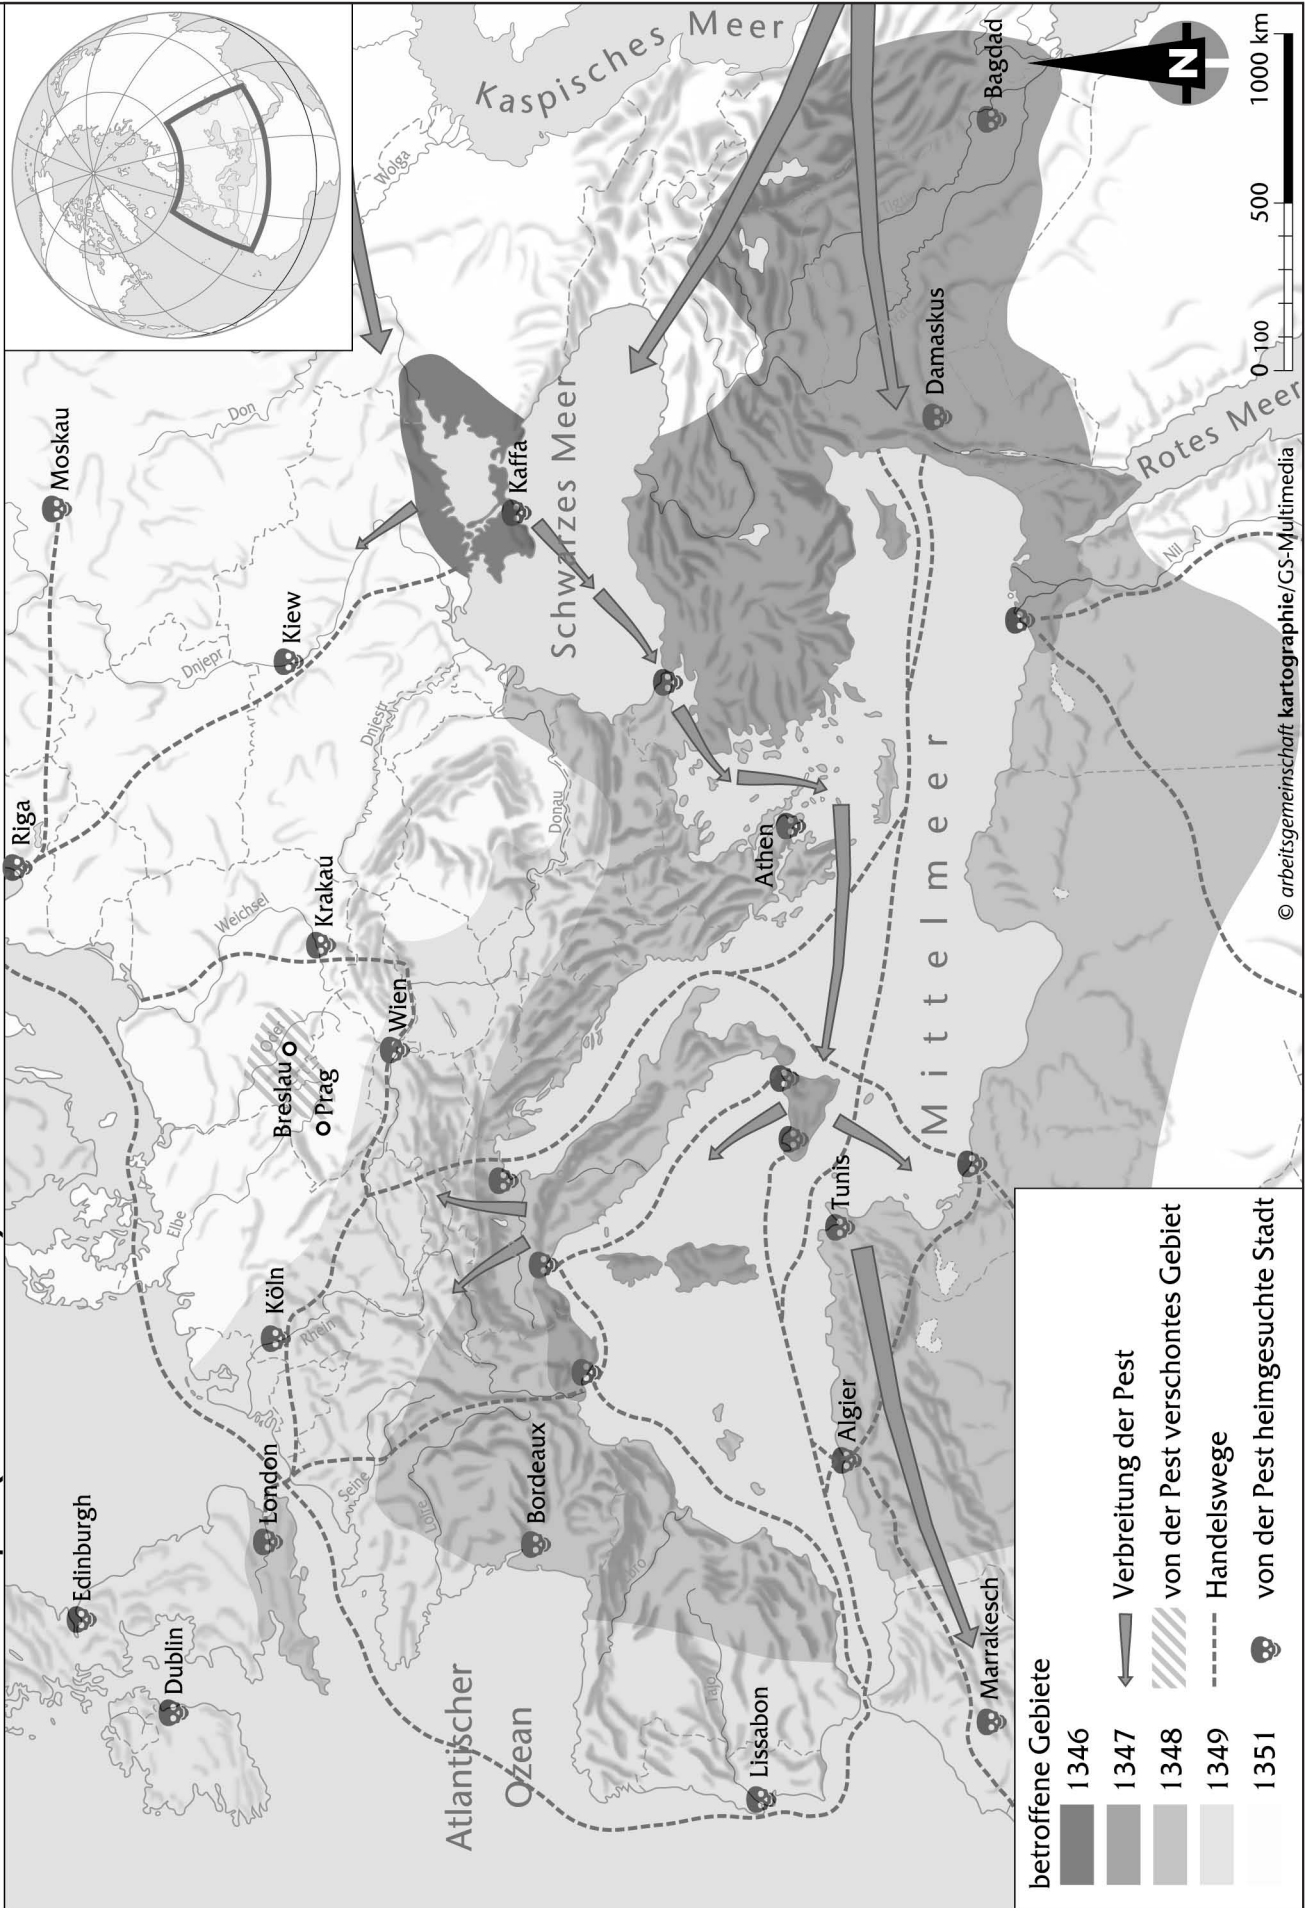 Kaspisches Meer
Wolga
Moskau
Don
Riga
Kiew
Dnjepr
Kaffa
Schwarzes Meer
Bagdad
Tigris
Damaskus
Dnjestr
Donau
Krakau
Weichsel
Wien
Oder
Breslau
Prag
Athen
Rotes Meer
Nil
Mittelmeer
Elbe
Köln
Rhein
Tunis
Edinburgh
London
Dublin
Seine
Loire
Bordeaux
Ebro
Algier
Atlantischer
Ozean
Tajo
Lissabon
Marrakesch
N
0 100 500 1000 km
betroffene Gebiete
1346
1347
1348
1349
1351
Verbreitung der Pest
von der Pest verschontes Gebiet
Handelswege
von der Pest heimgesuchte Stadt
© arbeitsgemeinschaft kartographie/GS-Multimedia